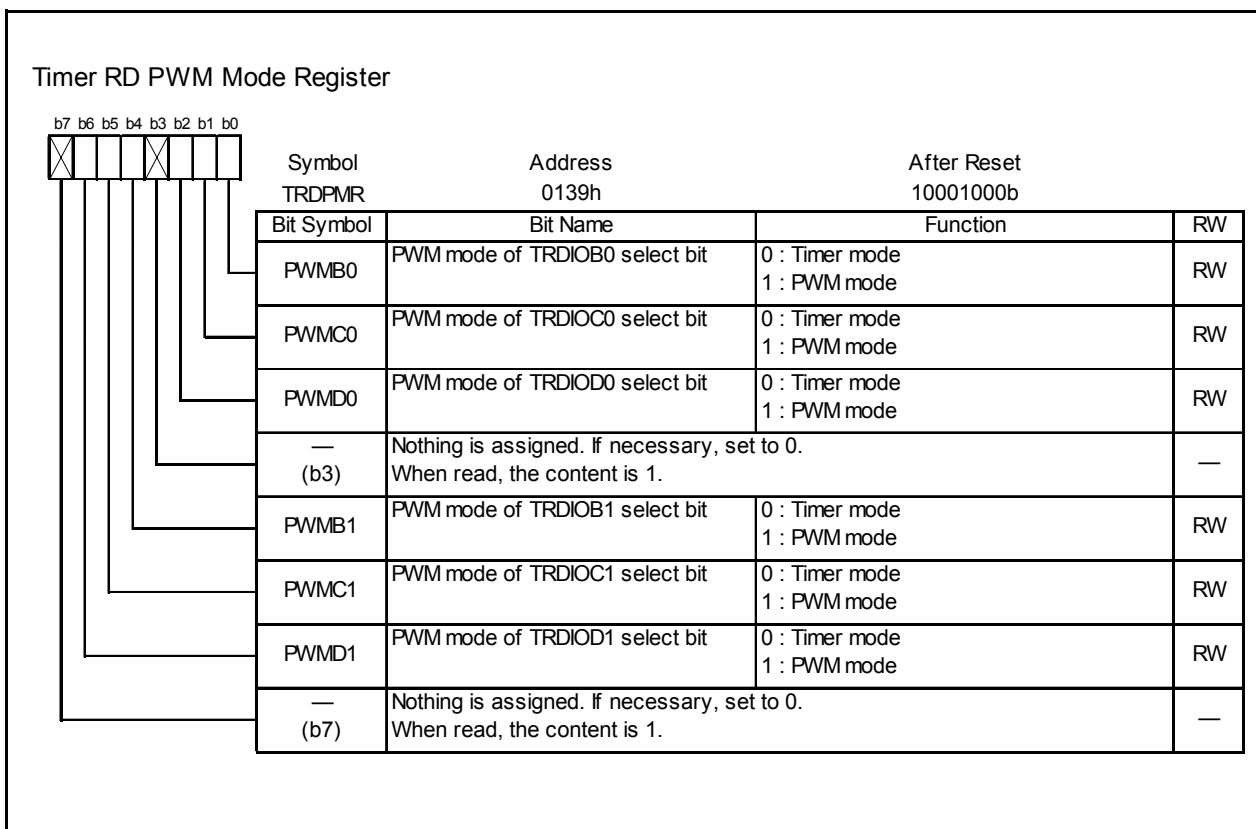 Timer RD PWM Mode Register
b7 b6 b5 b4 b3 b2 b1 b0
Symbol Address After Reset
TRDPMR 0139h 10001000b
Bit Symbol Bit Name Function RW
PWMB0 PWM mode of TRDIOB0 select bit 0 : Timer mode RW
1 : PWM mode
PWMC0 PWM mode of TRDIOC0 select bit 0 : Timer mode RW
1 : PWM mode
PWMD0 PWM mode of TRDIOD0 select bit 0 : Timer mode RW
1 : PWM mode
— Nothing is assigned. If necessary, set to 0. —
(b3) When read, the content is 1.
PWMB1 PWM mode of TRDIOB1 select bit 0 : Timer mode RW
1 : PWM mode
PWMC1 PWM mode of TRDIOC1 select bit 0 : Timer mode RW
1 : PWM mode
PWMD1 PWM mode of TRDIOD1 select bit 0 : Timer mode RW
1 : PWM mode
— Nothing is assigned. If necessary, set to 0. —
(b7) When read, the content is 1.